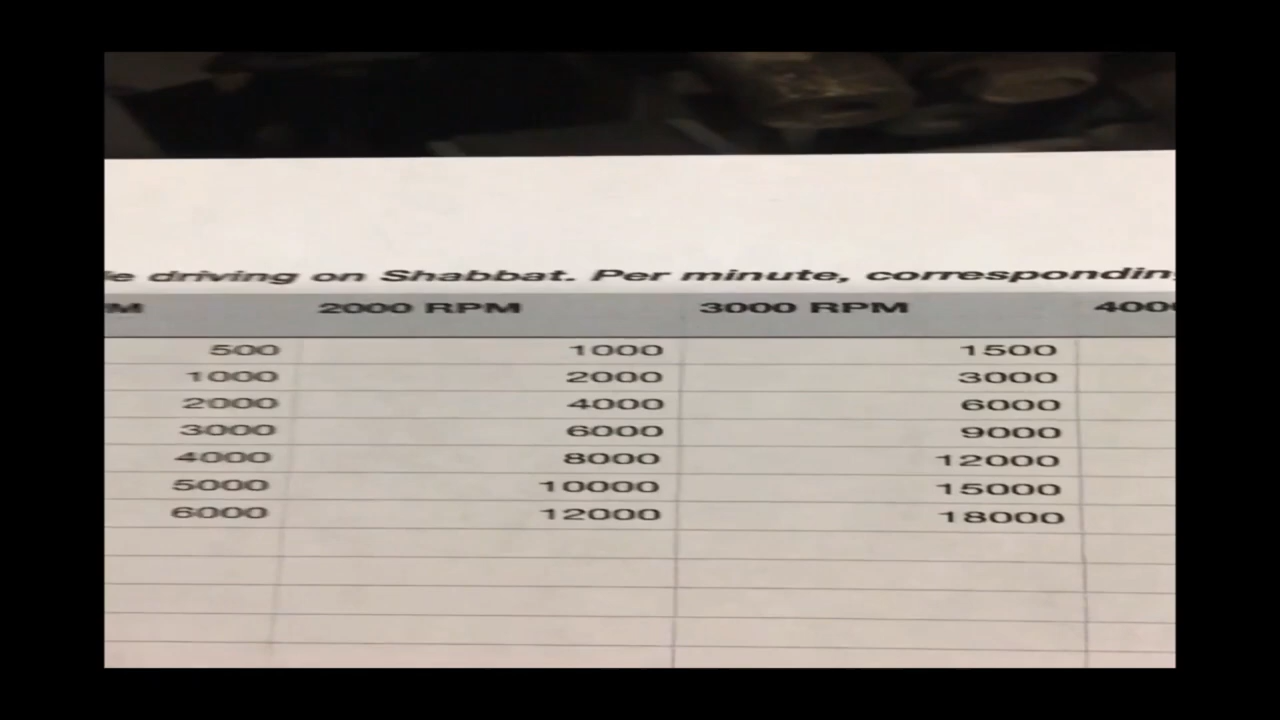 driving on Shabbat. Per minute,
2000 RPM 3000 RPM
500 1000 1500
1000 2000 3000
2000 4000 6000
3000 6000 9000
4000 8000 12000
5000 10000 15000
6000 12000 18000